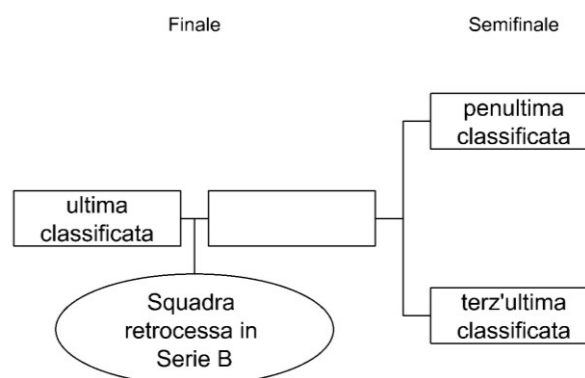 Finale
Semifinale
penultima
classificata
ultima
classificata
Squadra
retrocessa in
Serie B
terz'ultima
classificata